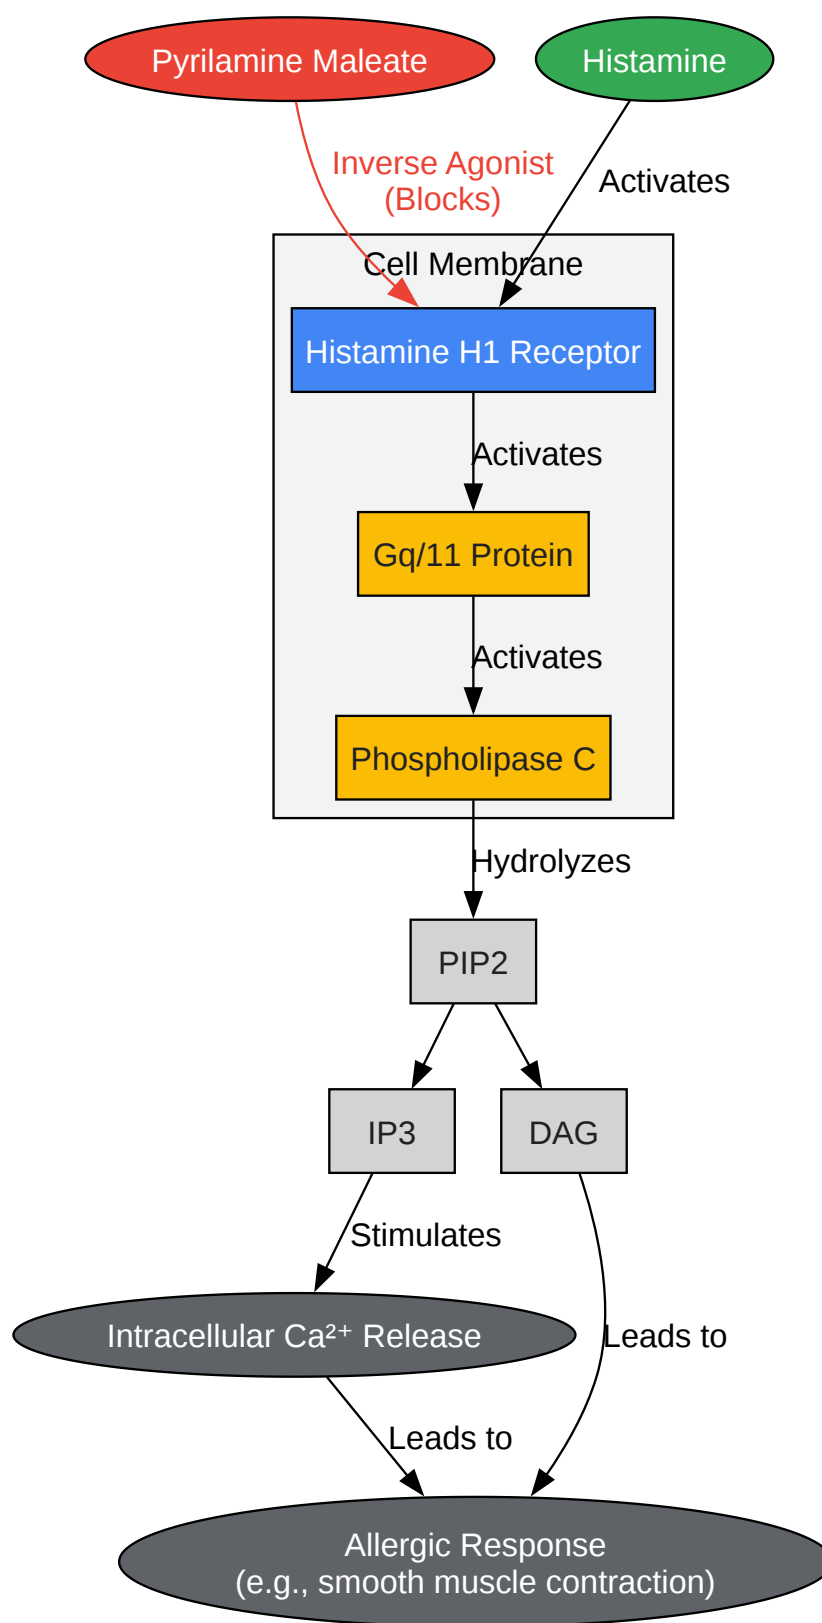 Pyrilamine Maleate
Histamine
Inverse Agonist
(Blocks)
Activates
Cell Membrane
Histamine H1 Receptor
Activates
Gq/11 Protein
Activates
Phospholipase C
Hydrolyzes
PIP2
IP3
DAG
Stimulates
Intracellular Ca²⁺ Release
Leads to
Leads to
Allergic Response
(e.g., smooth muscle contraction)